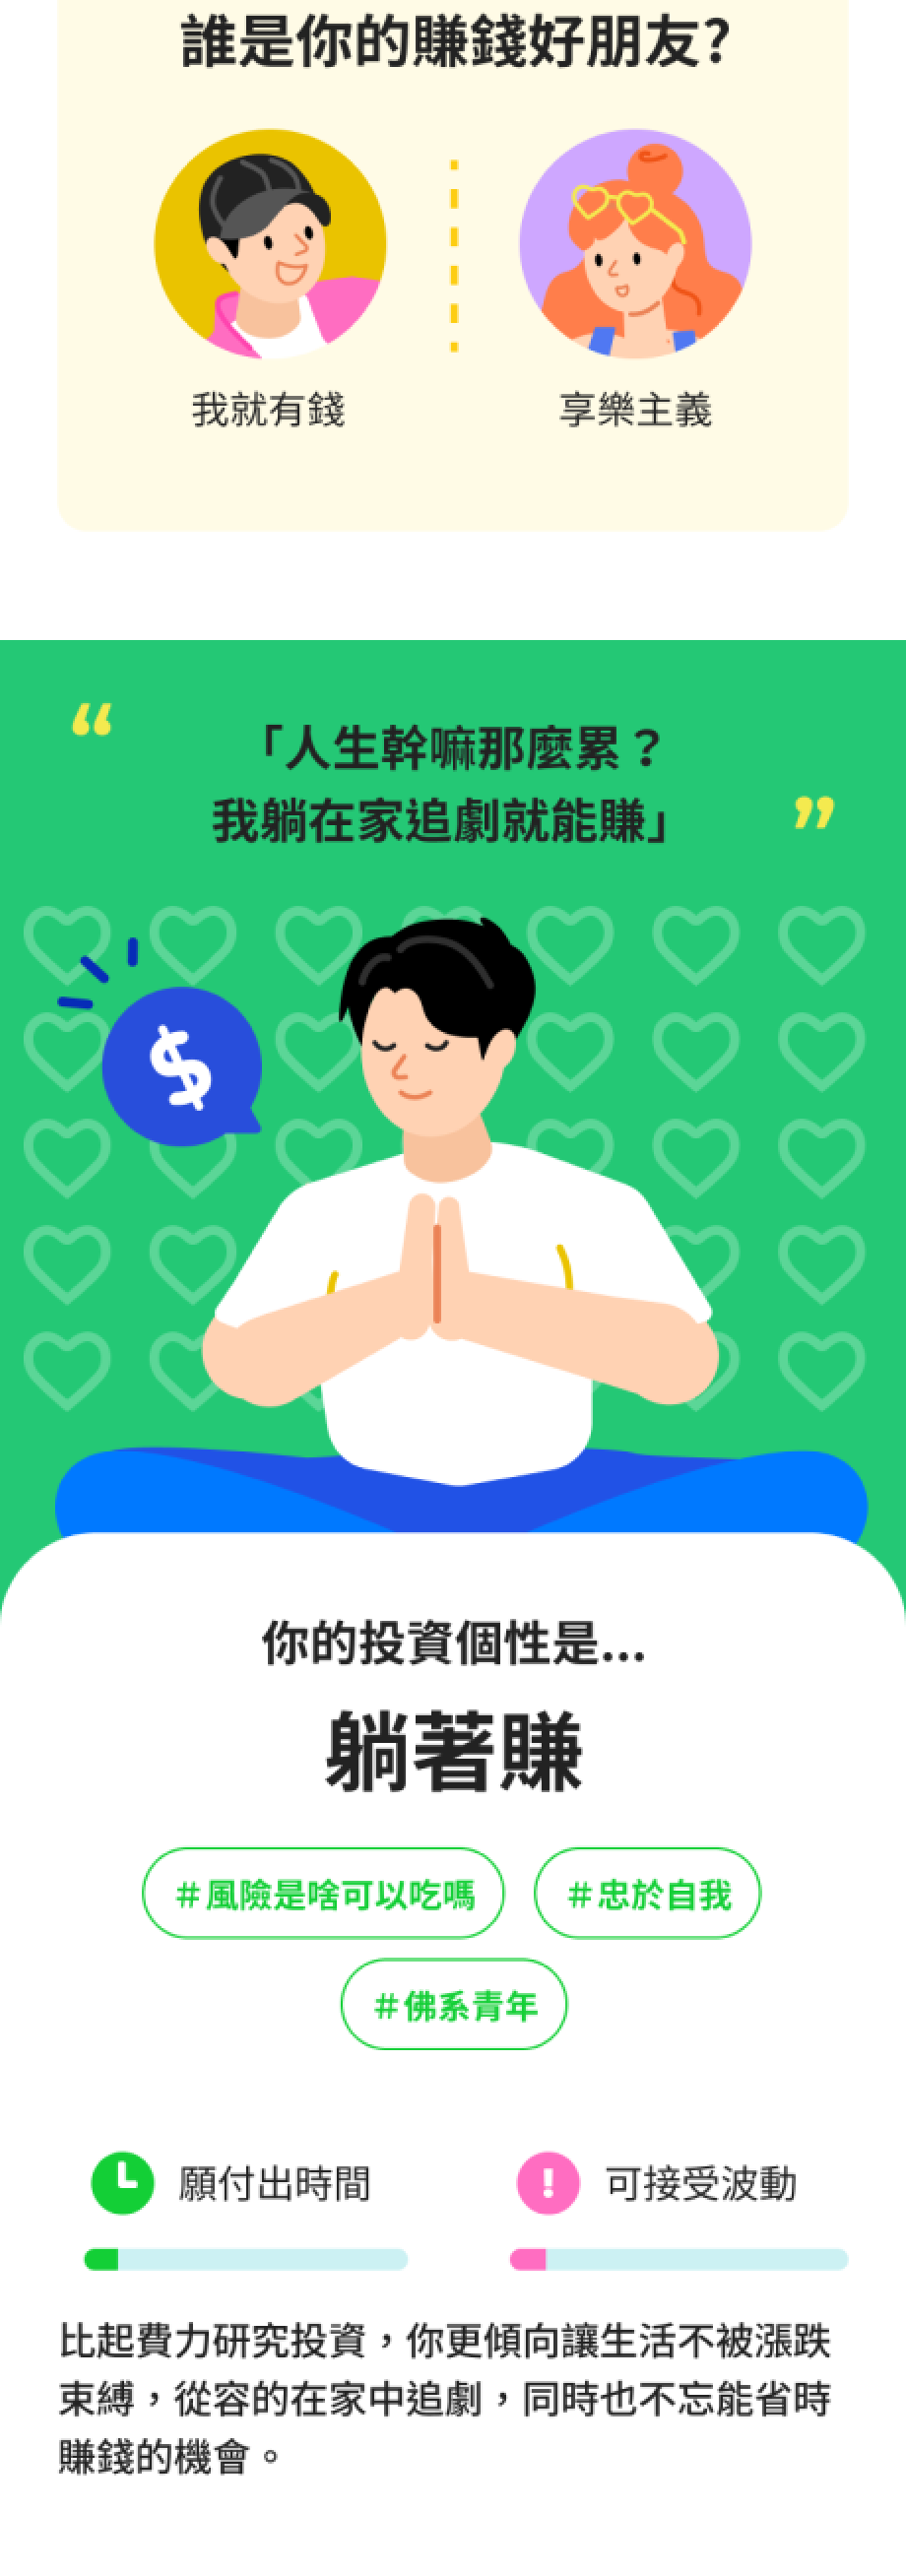 誰是你的賺錢好朋友?
我就有錢
享樂主義
「人生幹嘛那麼累？
我躺在家追劇就能賺」
$
你的投資個性是...
躺著賺
#風險是啥可以吃嗎
#忠於自我
#佛系青年
願付出時間
可接受波動
比起費力研究投資，你更傾向讓生活不被漲跌
束縛，從容的在家中追劇，同時也不忘能省時
賺錢的機會。